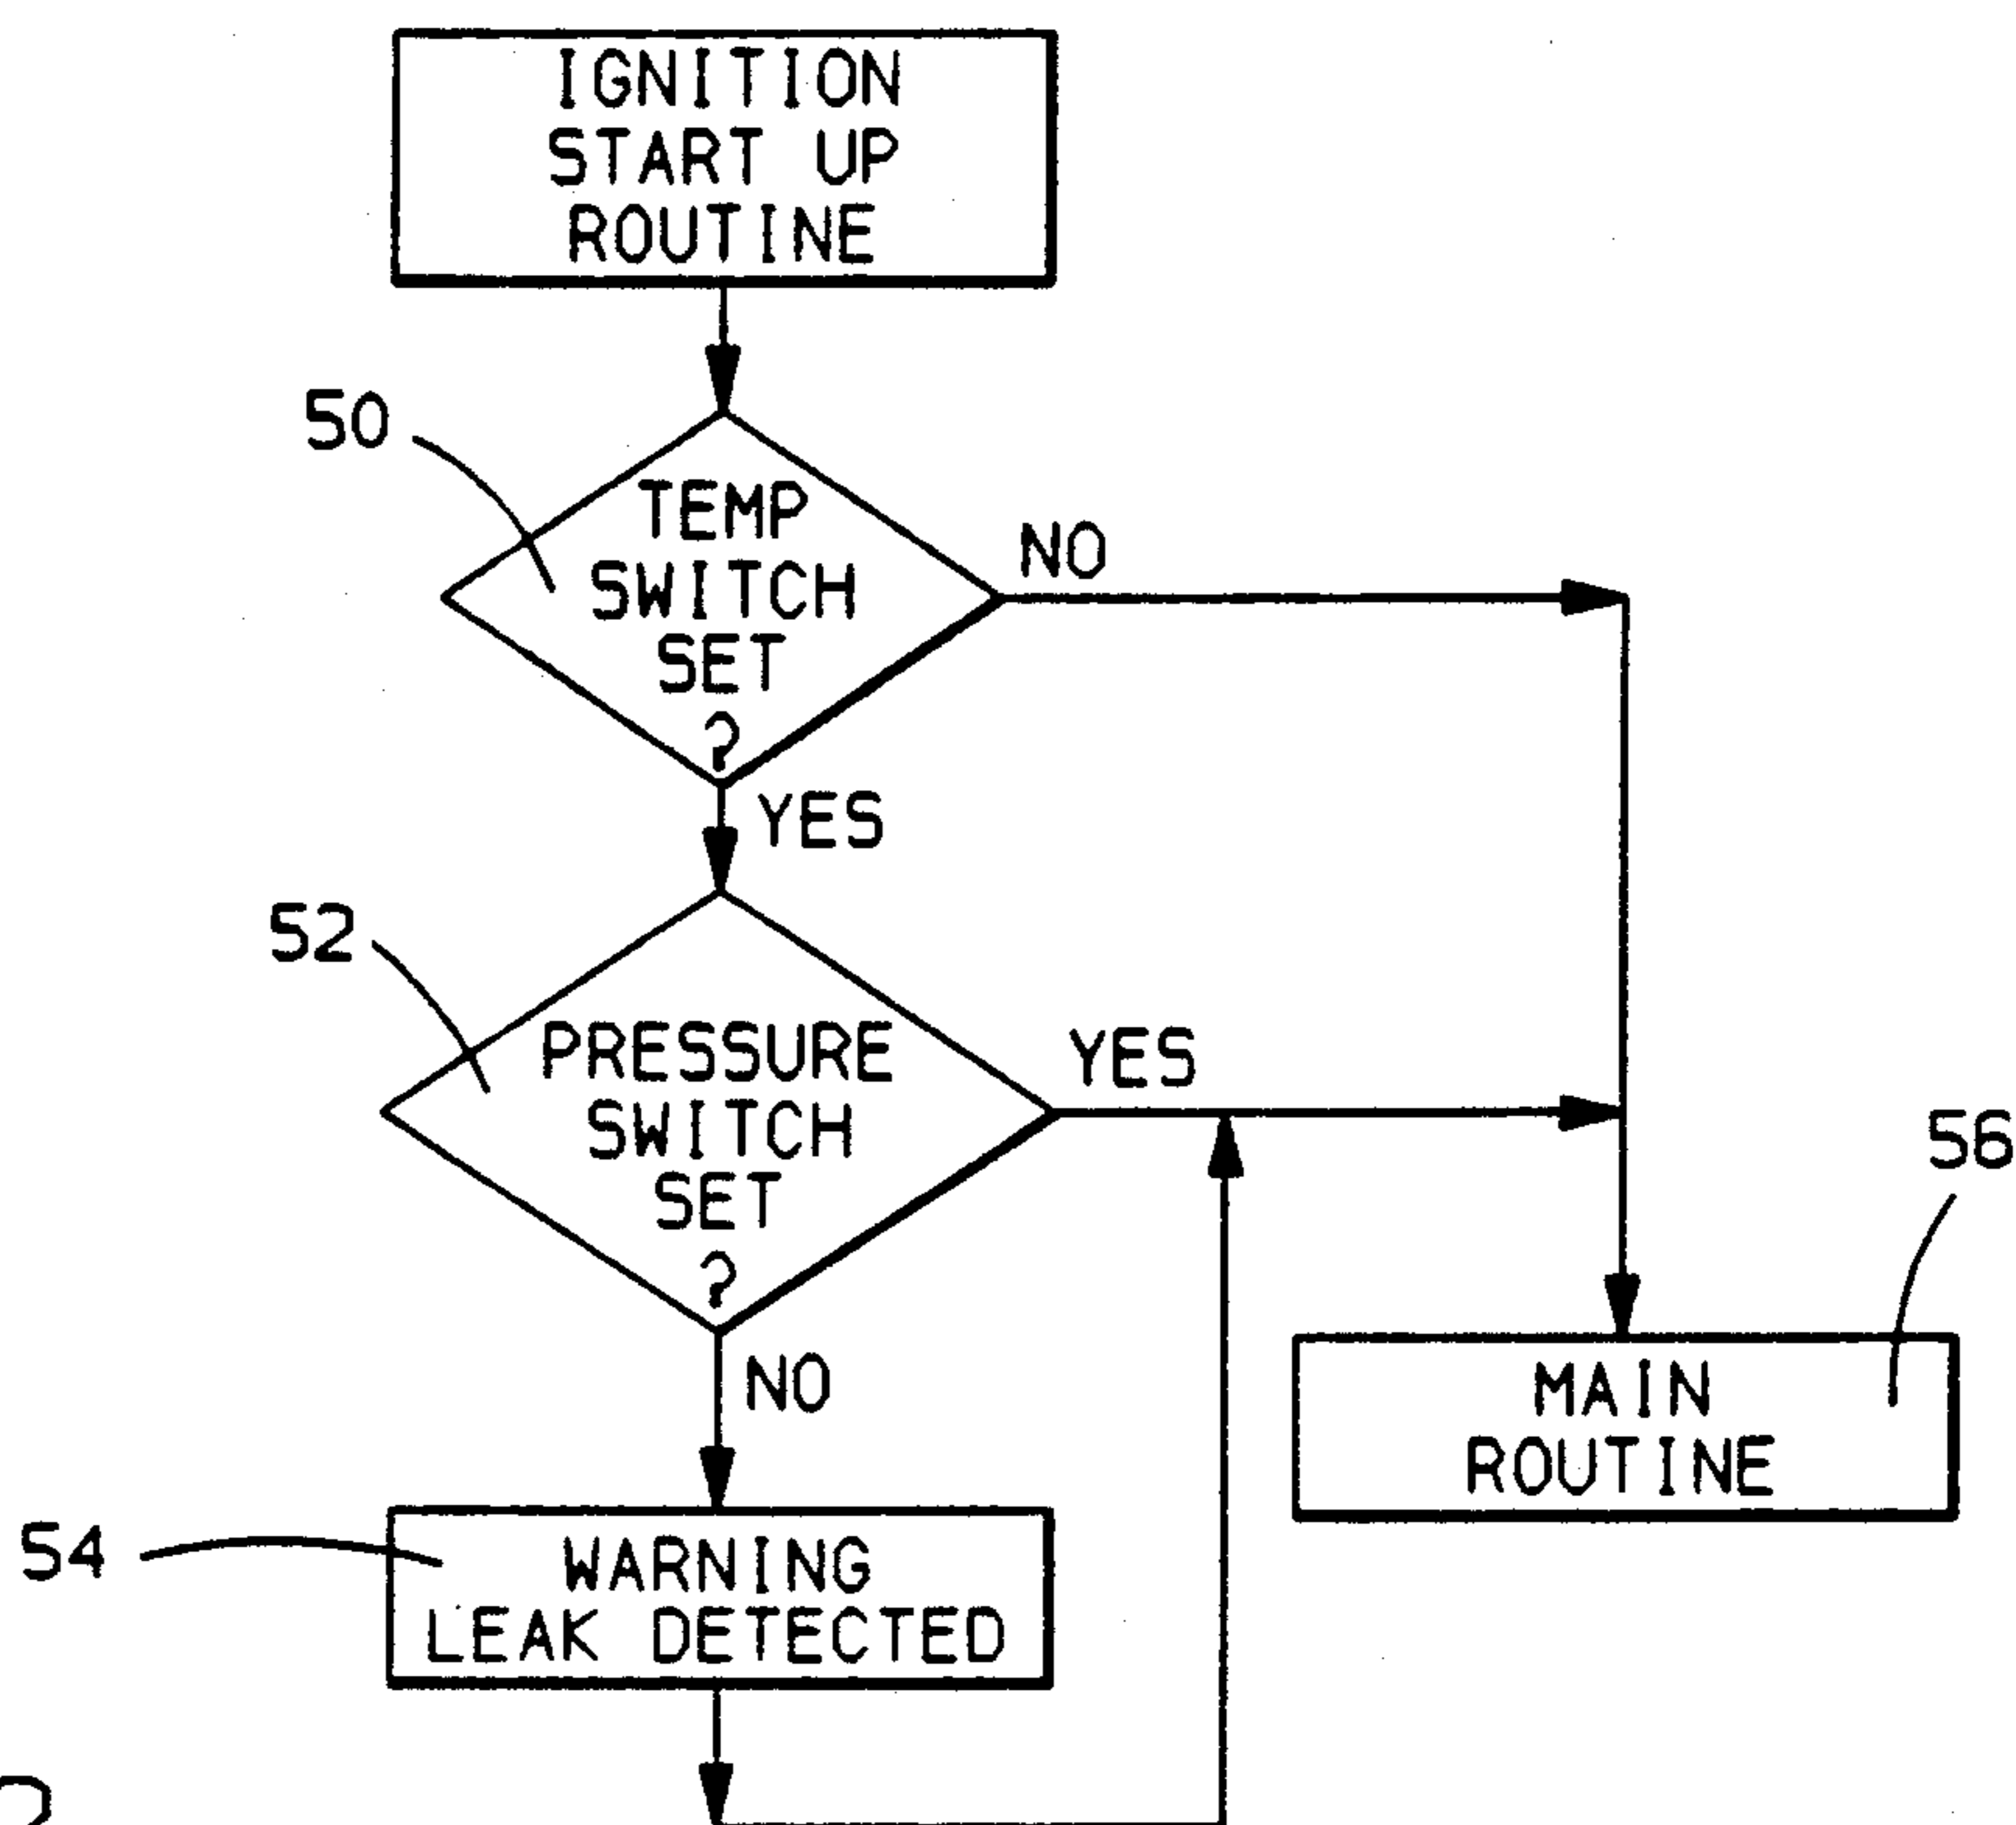 IGNITION
START UP
ROUTINE
50
TEMP
SWITCH
SET
?
NO
YES
52
PRESSURE
SWITCH
SET
?
YES
56
NO
MAIN
ROUTINE
54
WARNING
LEAK DETECTED